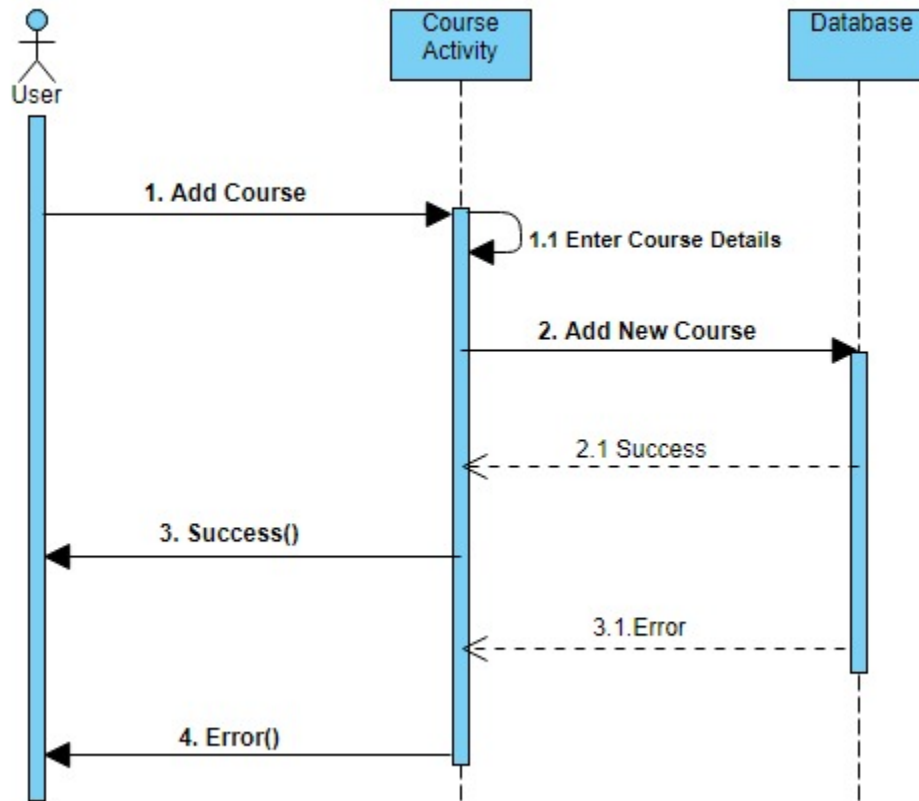 User
Course
Activity
Database
1. Add Course
1.1 Enter Course Details
2. Add New Course
2.1 Success
3. Success()
3.1.Error
4. Error()